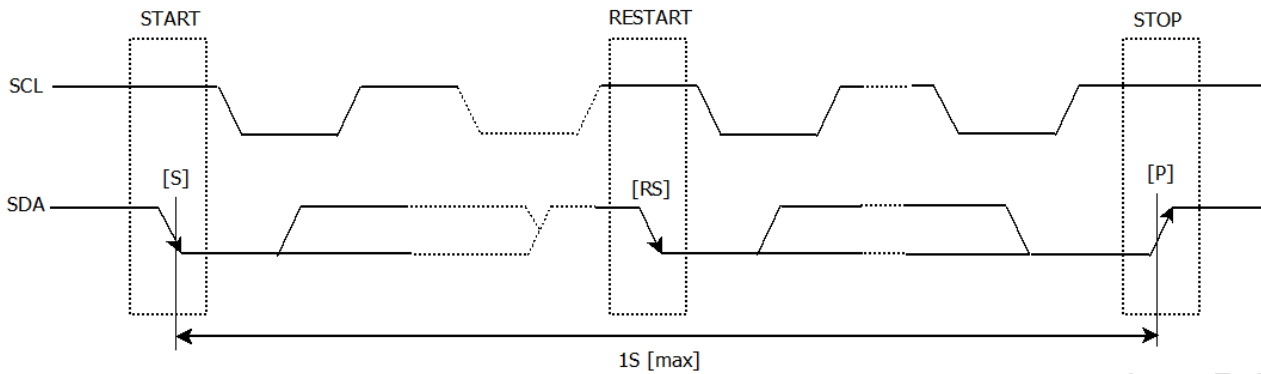 START RESTART STOP
SCL
[S] [RS] [P]
SDA
1S [max]